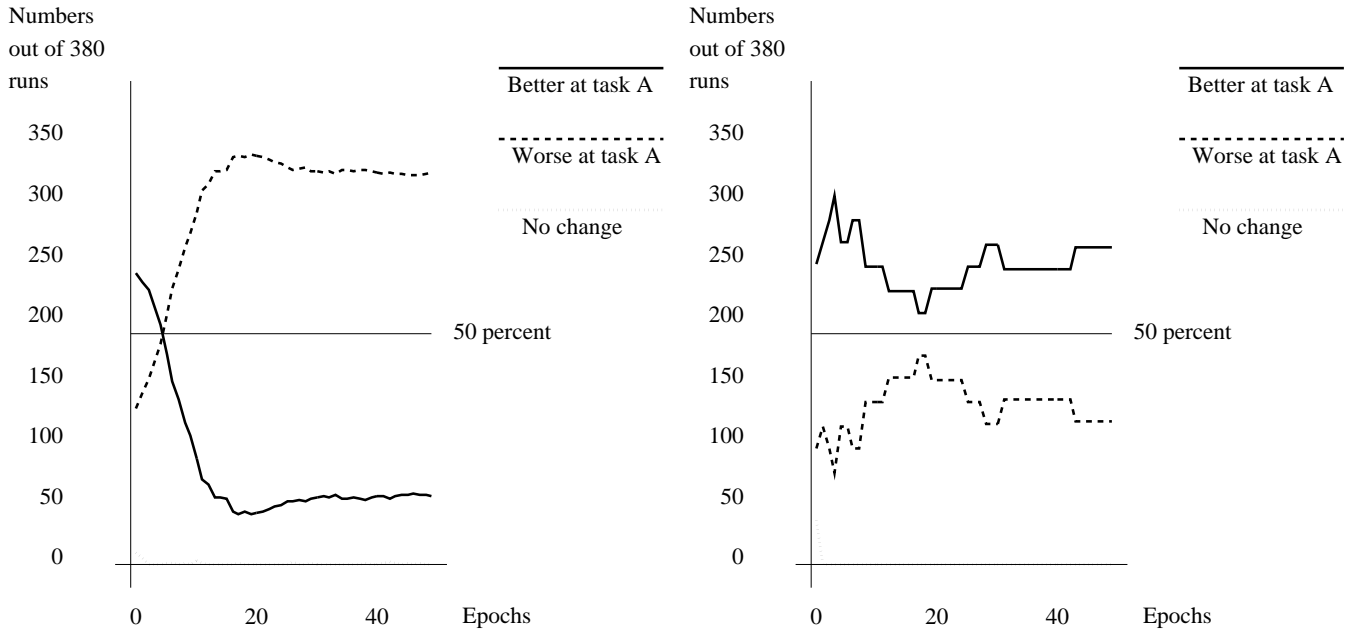 Numbers
out of 380
runs
Better at task A
350
Worse at task A
300
No change
250
200
50 percent
150
100
50
0
0 20 40 Epochs
Numbers
out of 380
runs
Better at task A
350
Worse at task A
300
No change
250
200
50 percent
150
100
50
0
0 20 40 Epochs